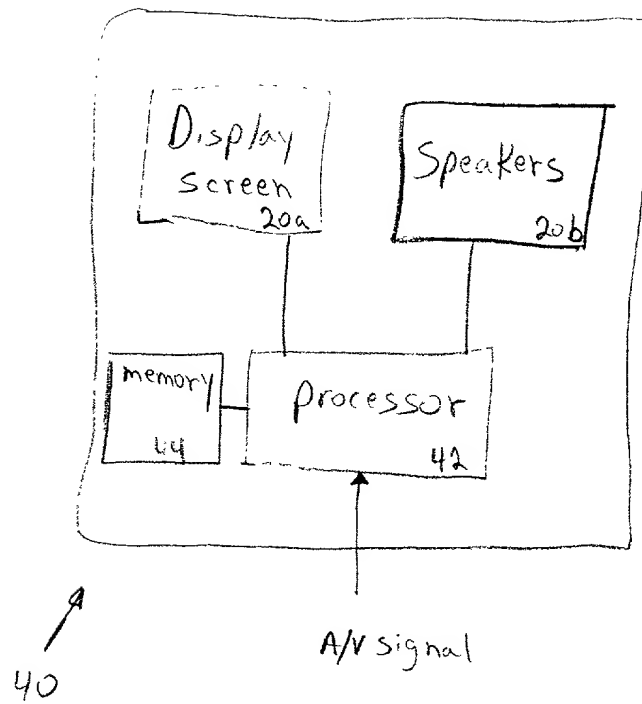 Display
screen
20a
Speakers
20b
memory
44
processor
42
A/V signal
40